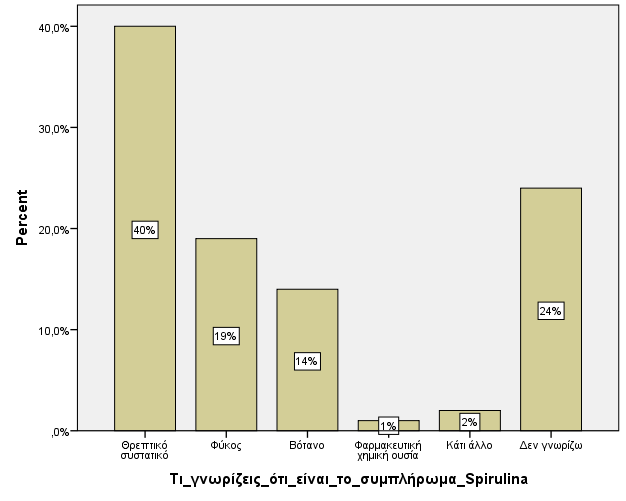 40,0%
30,0%
20,0%
10,0%
,0%
Percent
40%
19%
14%
1%
2%
24%
Θρεπτικό
συστατικό
Φύκος
Βότανο
Φαρμακευτική
χημική ουσία
Κάτι άλλο
Δεν γνωρίζω
Τι_γνωρίζεις_ότι_είναι_το_συμπλήρωμα_Spirulina